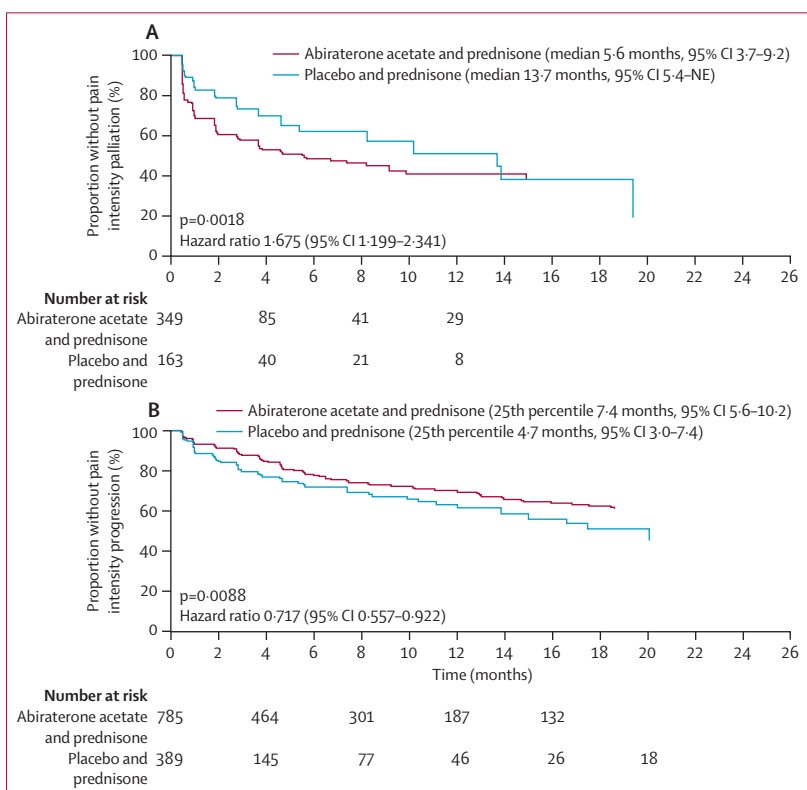 A
Abiraterone acetate and prednisone (median 5·6 months, 95% CI 3·7–9·2)
Placebo and prednisone (median 13·7 months, 95% CI 5·4–NE)
Proportion without pain
intensity palliation (%)
100
80
60
40
20
0
p=0·0018
Hazard ratio 1·675 (95% CI 1·199–2·341)
0 2 4 6 8 10 12 14 16 18 20 22 24 26
Number at risk
Abiraterone acetate and prednisone 349 85 41 29
Placebo and prednisone 163 40 21 8
B
Abiraterone acetate and prednisone (25th percentile 7·4 months, 95% CI 5·6–10·2)
Placebo and prednisone (25th percentile 4·7 months, 95% CI 3·0–7·4)
Proportion without pain
intensity progression (%)
100
80
60
40
20
0
p=0·0088
Hazard ratio 0·717 (95% CI 0·557–0·922)
0 2 4 6 8 10 12 14 16 18 20 22 24 26
Time (months)
Number at risk
Abiraterone acetate and prednisone 785 464 301 187 132
Placebo and prednisone 389 145 77 46 26 18